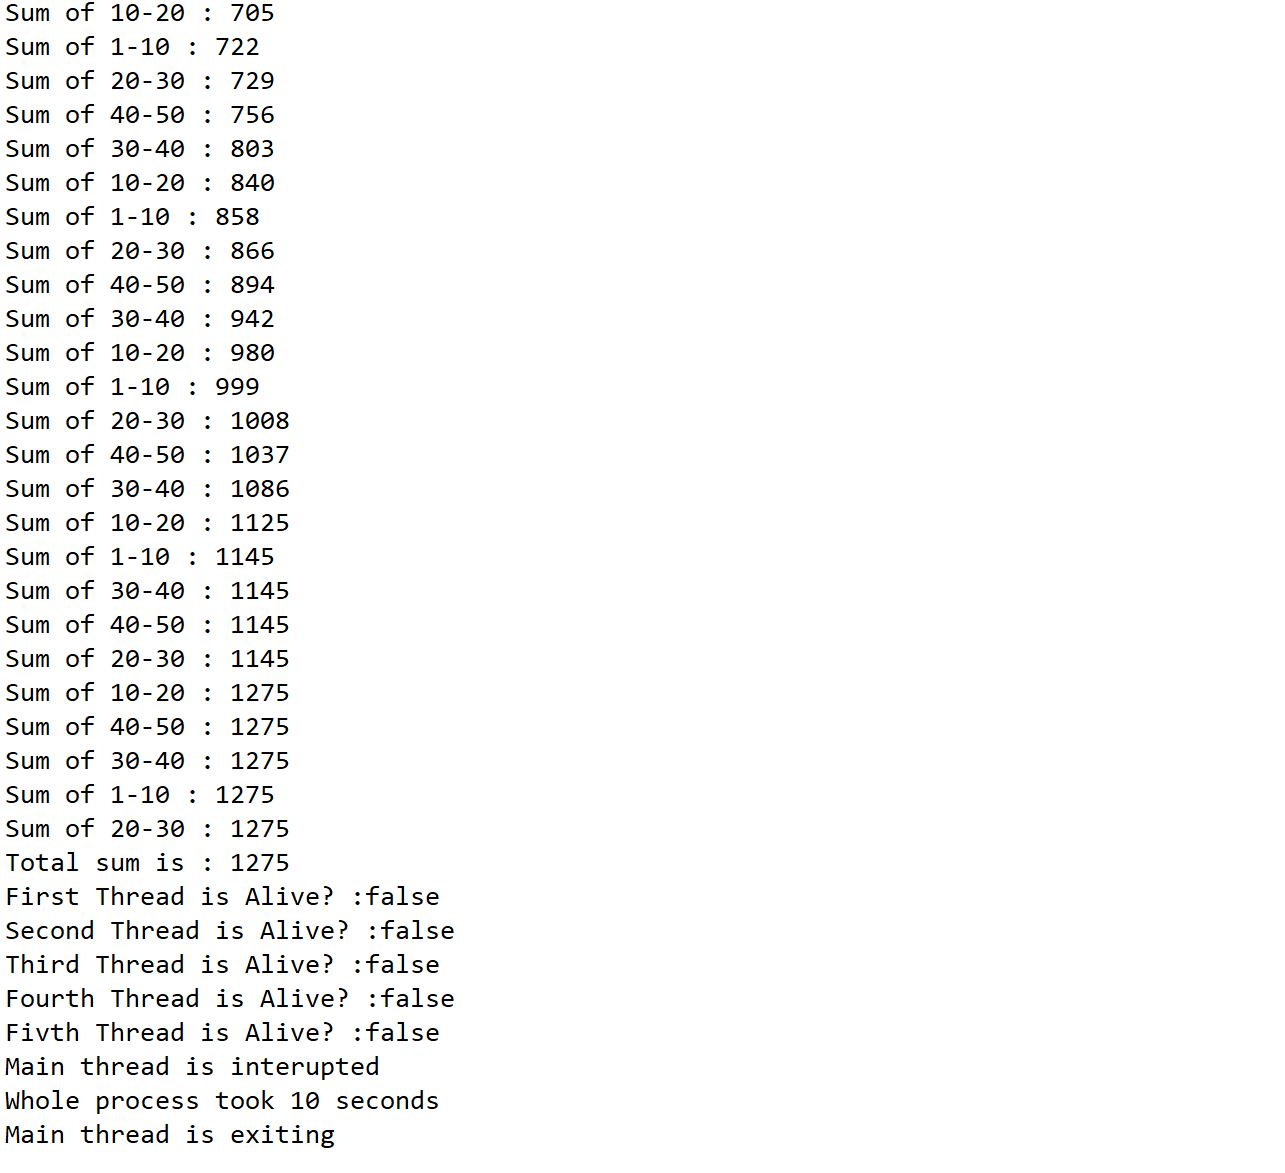 Sum of 10-20 : 705
Sum of 1-10 : 722
Sum of 20-30 : 729
Sum of 40-50 : 756
Sum of 30-40 : 803
Sum of 10-20 : 840
Sum of 1-10 : 858
Sum of 20-30 : 866
Sum of 40-50 : 894
Sum of 30-40 : 942
Sum of 10-20 : 980
Sum of 1-10 : 999
Sum of 20-30 : 1008
Sum of 40-50 : 1037
Sum of 30-40 : 1086
Sum of 10-20 : 1125
Sum of 1-10 : 1145
Sum of 30-40 : 1145
Sum of 40-50 : 1145
Sum of 20-30 : 1145
Sum of 10-20 : 1275
Sum of 40-50 : 1275
Sum of 30-40 : 1275
Sum of 1-10 : 1275
Sum of 20-30 : 1275
Total sum is : 1275
First Thread is Alive? :false
Second Thread is Alive? :false
Third Thread is Alive? :false
Fourth Thread is Alive? :false
Fivth Thread is Alive? :false
Main thread is interupted
Whole process took 10 seconds
Main thread is exiting